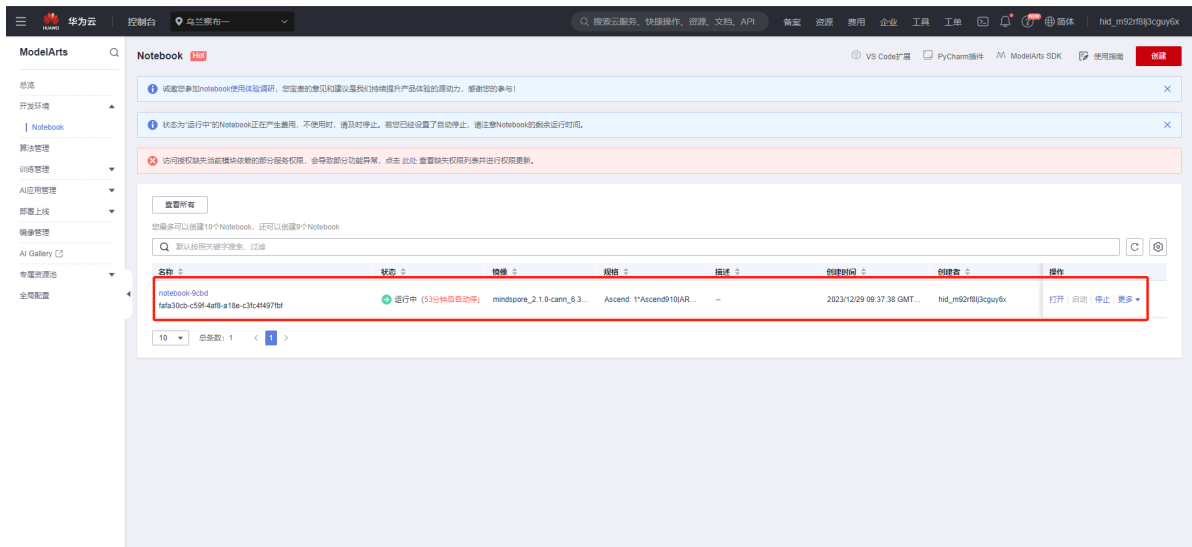 HUAWEI 华为云 控制台 乌兰察布一 搜索云服务、快捷操作、资源、文档、API 备案 资源 费用 企业 工具 工单 简体 hid_m92rf8lj3cguy6x
ModelArts
Notebook Hot VS Code扩展 PyCharm插件 ModelArts SDK 使用指南 创建
总览
开发环境
Notebook
算法管理
训练管理
AI应用管理
部署上线
镜像管理
AI Gallery
专属资源池
全局配置
诚邀您参加notebook使用体验调研，您宝贵的意见和建议是我们持续提升产品体验的源动力，感谢您的参与！
状态为“运行中”的Notebook正在产生费用，不使用时，请及时停止。若您已经设置了自动停止，请注意Notebook的剩余运行时间。
访问授权缺失当前模块依赖的部分服务权限，会导致部分功能异常，点击 此处 查看缺失权限列表并进行权限更新。
查看所有
您最多可以创建10个Notebook，还可以创建9个Notebook
默认按照关键字搜索、过滤
名称 状态 镜像 规格 描述 创建时间 创建者 操作
notebook-9cbd
fafa30cb-c59f-4af8-a18e-c3fc4f497fbf
运行中 (53分钟后自动停 mindspore_2.1.0-cann_6.3... Ascend: 1*Ascend910|AR... -- 2023/12/29 09:37:38 GMT... hid_m92rf8lj3cguy6x 打开 启动 停止 更多
10 总条数: 1 < 1 >